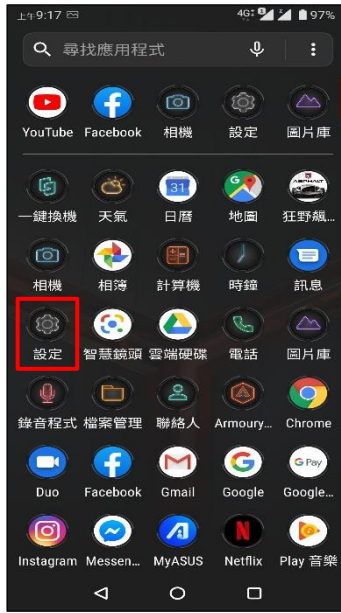 上午9:17 4G⁺ 97%
尋找應用程式
YouTube Facebook 相機 設定 圖片庫
31 G
一鍵換機 天氣 日曆 地圖 狂野飆...
相機 相簿 計算機 時鐘 訊息
設定 智慧鏡頭 雲端硬碟 電話 圖片庫
錄音程式 檔案管理 聯絡人 Armoury... Chrome
G Pay
Duo Facebook Gmail Google Google...
Instagram Messen... MyASUS Netflix Play 音樂